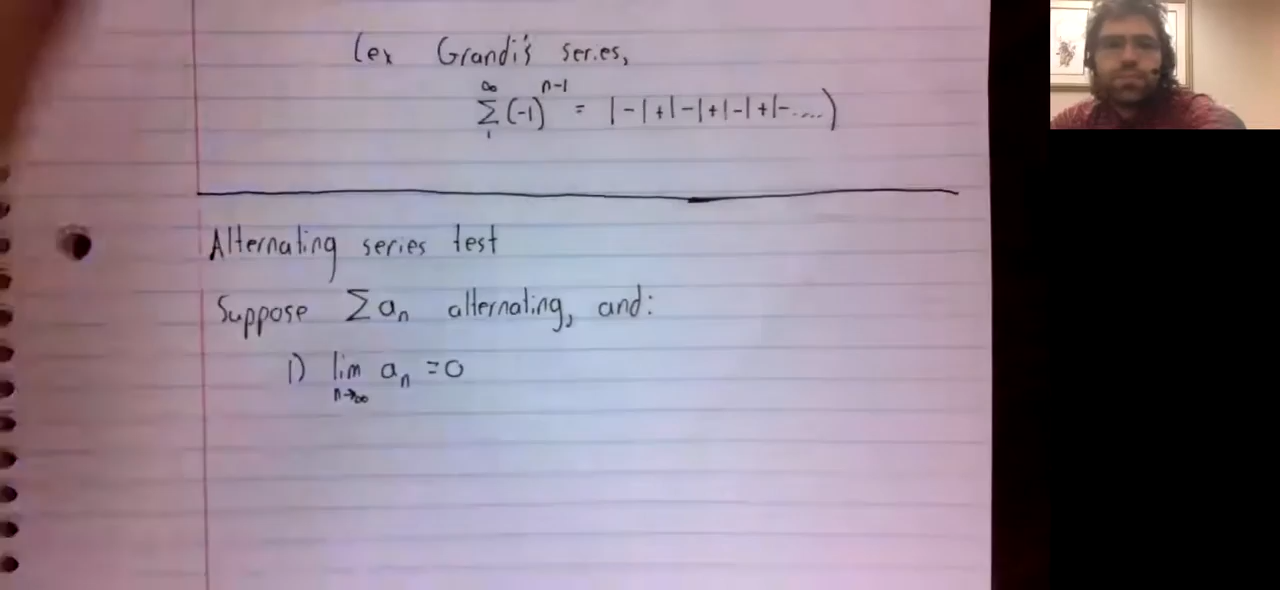 (ex Grandi's series,
∞ n-1
∑ (-1) = 1-1+1-1+1-1+1-....)
1
Alternating series test
Suppose ∑ aₙ alternating, and:
1) lim aₙ =0
n→∞